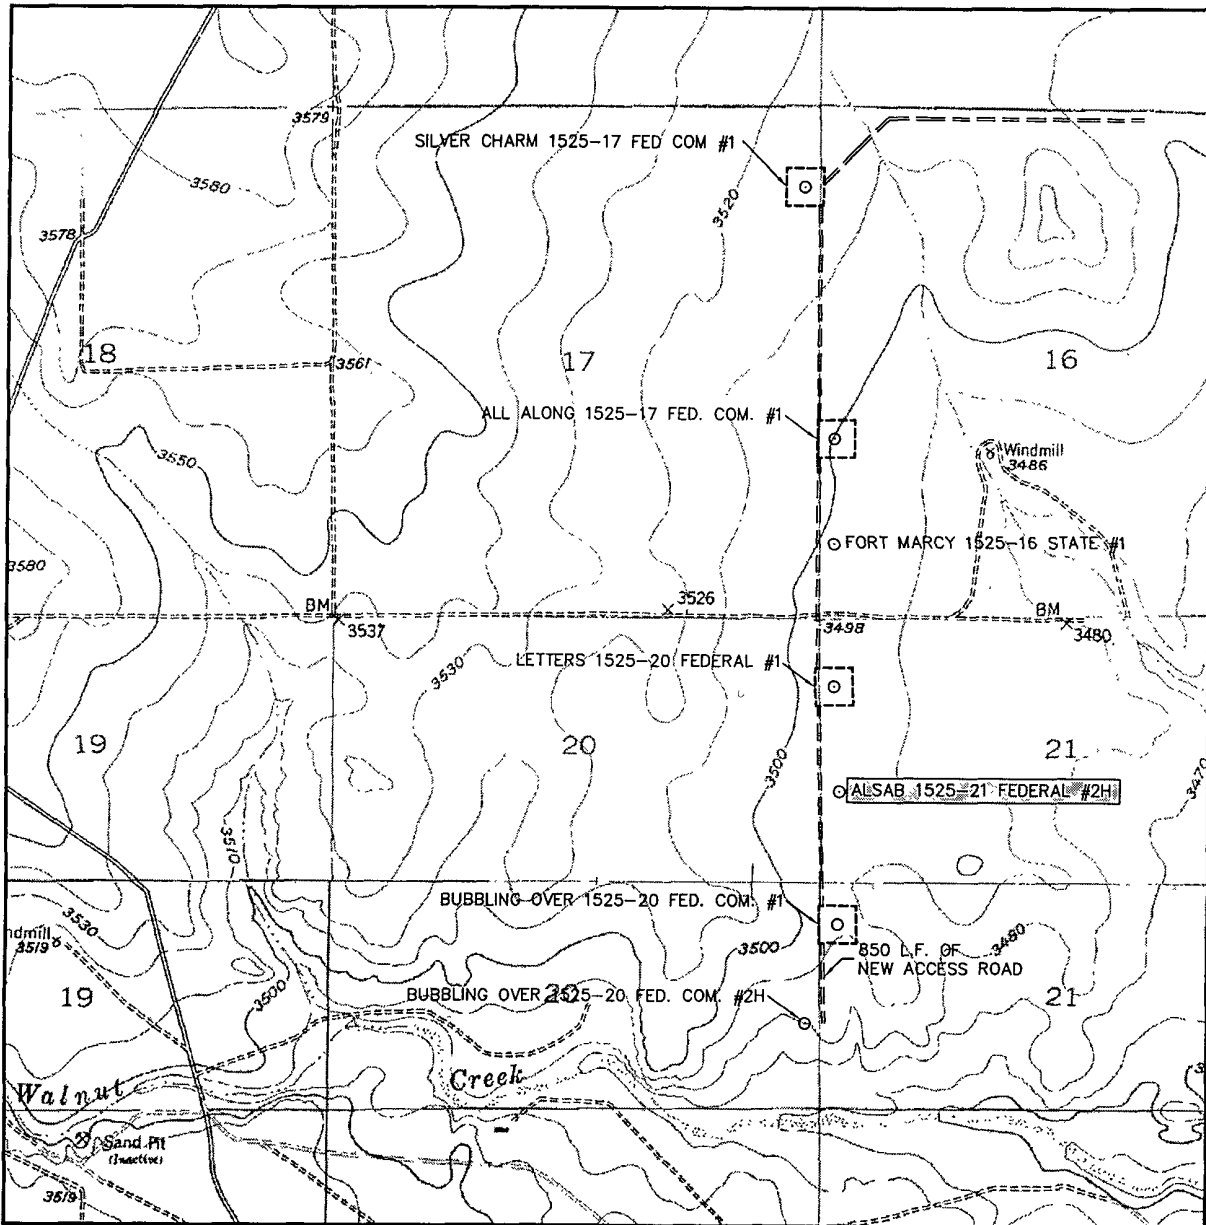 3579
SILVER CHARM 1525-17 FED COM #1
3580
3520
3578
18
3561
17
16
ALL ALONG 1525-17 FED. COM. #1
3550
Windmill
3486
FORT MARCY 1525-16 STATE #1
3580
BM
3526
BM
3537
3498
3480
LETTERS 1525-20 FEDERAL #1
3530
19
20
21
3500
3470
ALSAB 1525-21 FEDERAL #2H
3510
BUBBLING OVER 1525-20 FED. COM. #1
3530
ndmill
3519
3500
3480
850 L.F. OF
NEW ACCESS ROAD
19
3500
BUBBLING OVER 1525-20 FED. COM. #2H
20
21
Walnut Creek
Sand Pit
(Inactive)
3519